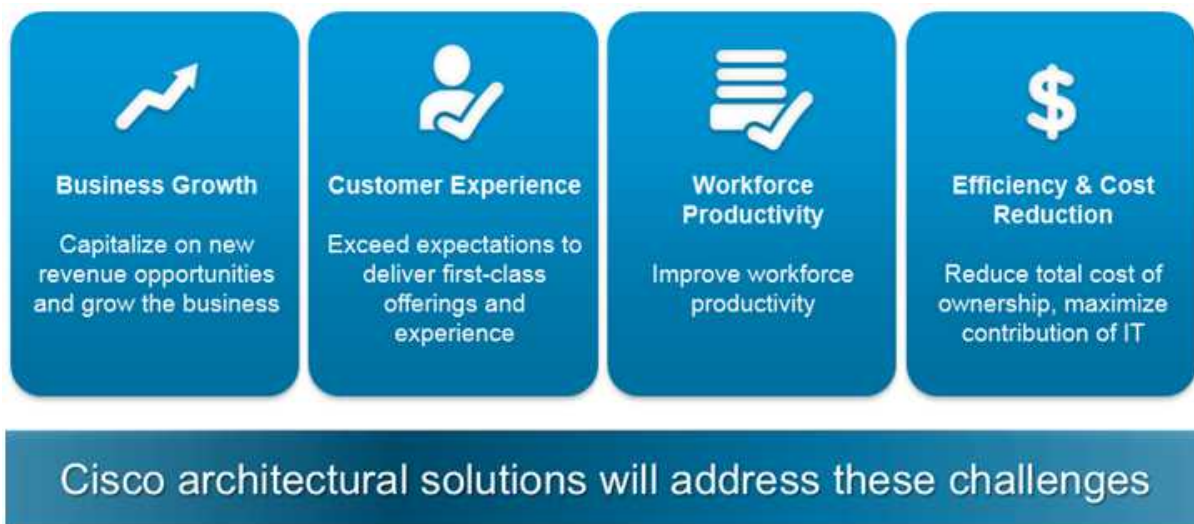 Business Growth
Capitalize on new
revenue opportunities
and grow the business
Customer Experience
Exceed expectations to
deliver first-class
offerings and
experience
Workforce
Productivity
Improve workforce
productivity
$
Efficiency & Cost
Reduction
Reduce total cost of
ownership, maximize
contribution of IT
Cisco architectural solutions will address these challenges